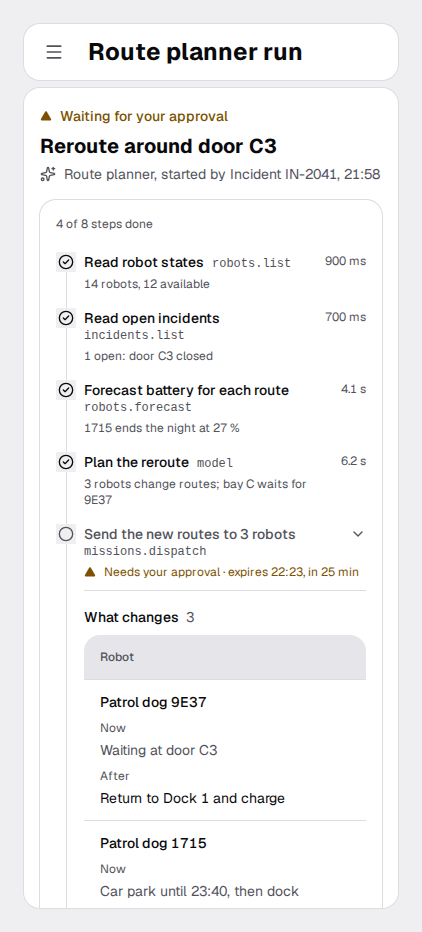 Route planner run
Waiting for your approval
Reroute around door C3
Route planner, started by Incident IN-2041, 21:58
4 of 8 steps done
Read robot states robots.list 900 ms
14 robots, 12 available
Read open incidents 700 ms
incidents.list
1 open: door C3 closed
Forecast battery for each route 4.1 s
robots.forecast
1715 ends the night at 27 %
Plan the reroute model 6.2 s
3 robots change routes; bay C waits for
9E37
Send the new routes to 3 robots
missions.dispatch
Needs your approval · expires 22:23, in 25 min
What changes 3
Robot
Patrol dog 9E37
Now
Waiting at door C3
After
Return to Dock 1 and charge
Patrol dog 1715
Now
Car park until 23:40, then dock